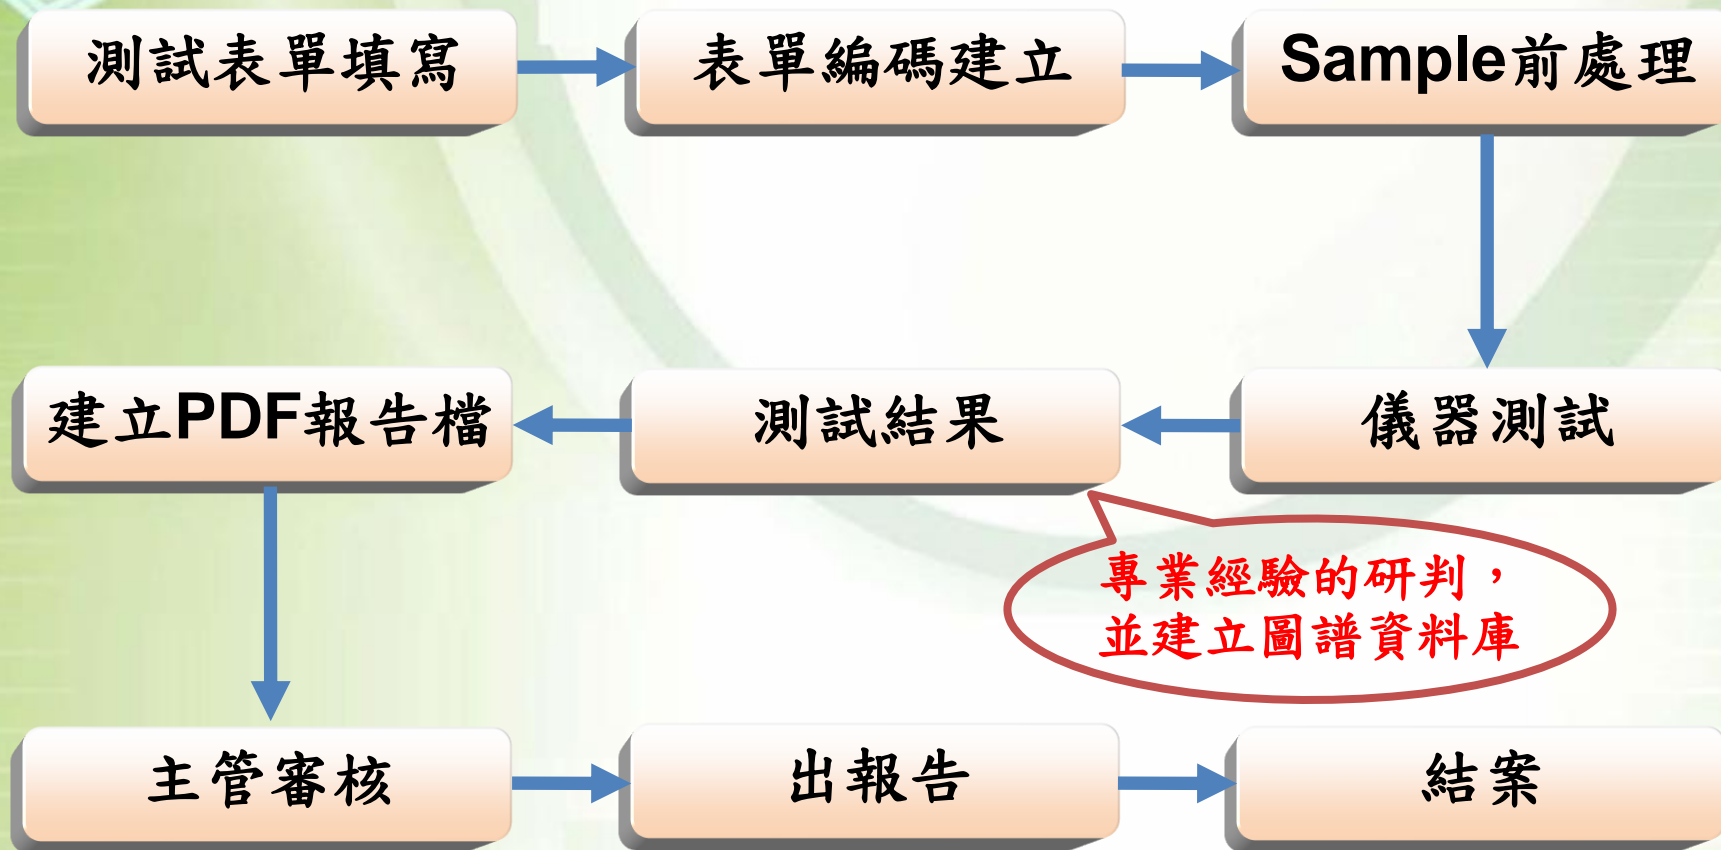 測試表單填寫
表單編碼建立
Sample前處理
建立PDF報告檔
測試結果
儀器測試
專業經驗的研判，
並建立圖譜資料庫
主管審核
出報告
結案